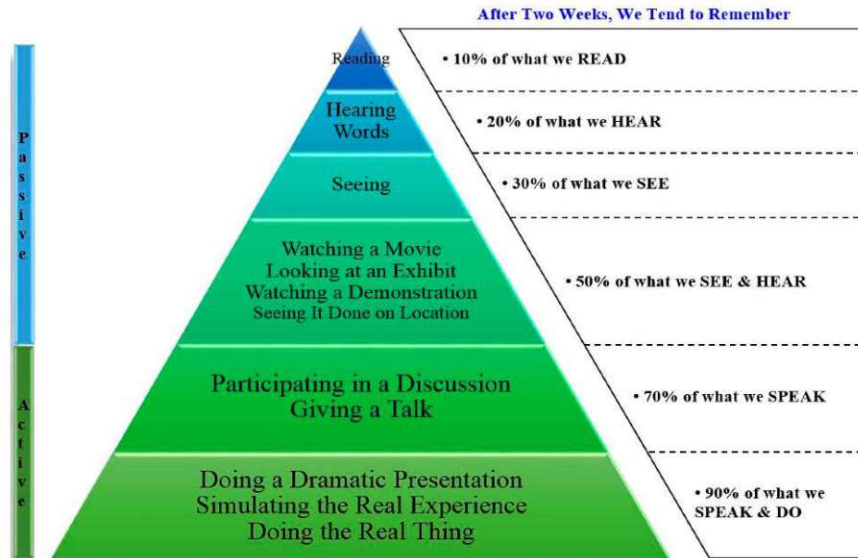 After Two Weeks, We Tend to Remember
Passive
Reading
• 10% of what we READ
Hearing
Words
• 20% of what we HEAR
Seeing
• 30% of what we SEE
Watching a Movie
Looking at an Exhibit
Watching a Demonstration
Seeing It Done on Location
• 50% of what we SEE & HEAR
Active
Participating in a Discussion
Giving a Talk
• 70% of what we SPEAK
Doing a Dramatic Presentation
Simulating the Real Experience
Doing the Real Thing
• 90% of what we
SPEAK & DO